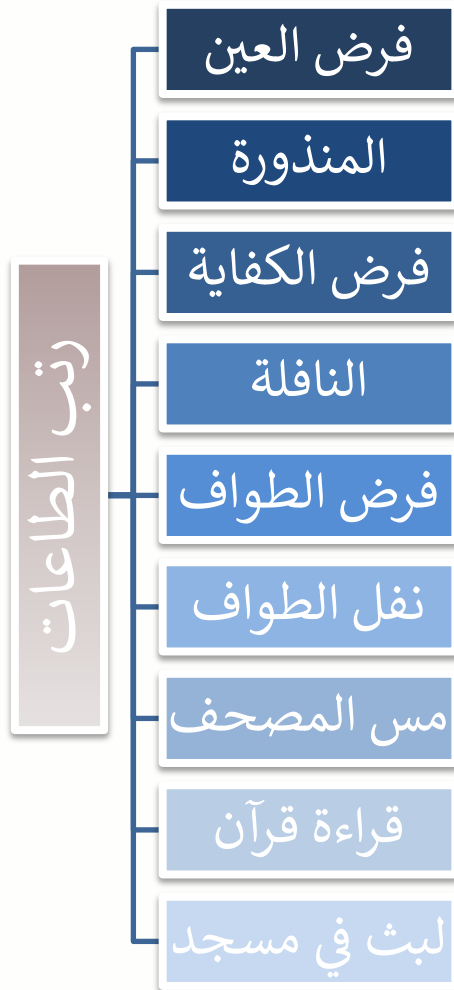 رتب الطاعات
فرض العين
المنذورة
فرض الكفاية
النافلة
فرض الطواف
نفل الطواف
مس المصحف
قراءة قرآن
لبث في مسجد